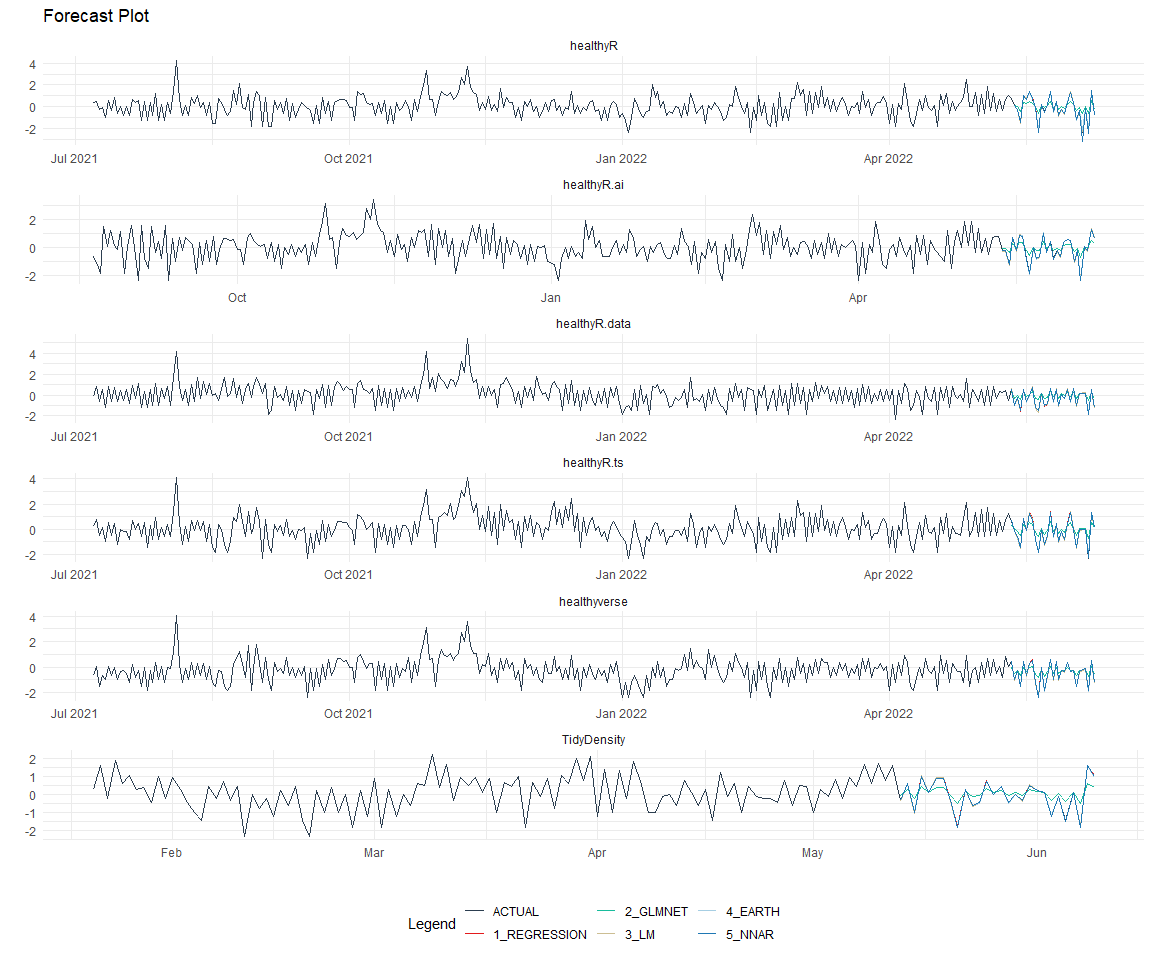 Forecast Plot
healthyR
4
2
0
-2
Jul 2021 Oct 2021 Jan 2022 Apr 2022
healthyR.ai
2
0
-2
Oct Jan Apr
healthyR.data
4
2
0
-2
Jul 2021 Oct 2021 Jan 2022 Apr 2022
healthyR.ts
4
2
0
-2
Jul 2021 Oct 2021 Jan 2022 Apr 2022
healthyverse
4
2
0
-2
Jul 2021 Oct 2021 Jan 2022 Apr 2022
TidyDensity
2
1
0
-1
-2
Feb Mar Apr May Jun
Legend
ACTUAL 2_GLMNET 4_EARTH
1_REGRESSION 3_LM 5_NNAR